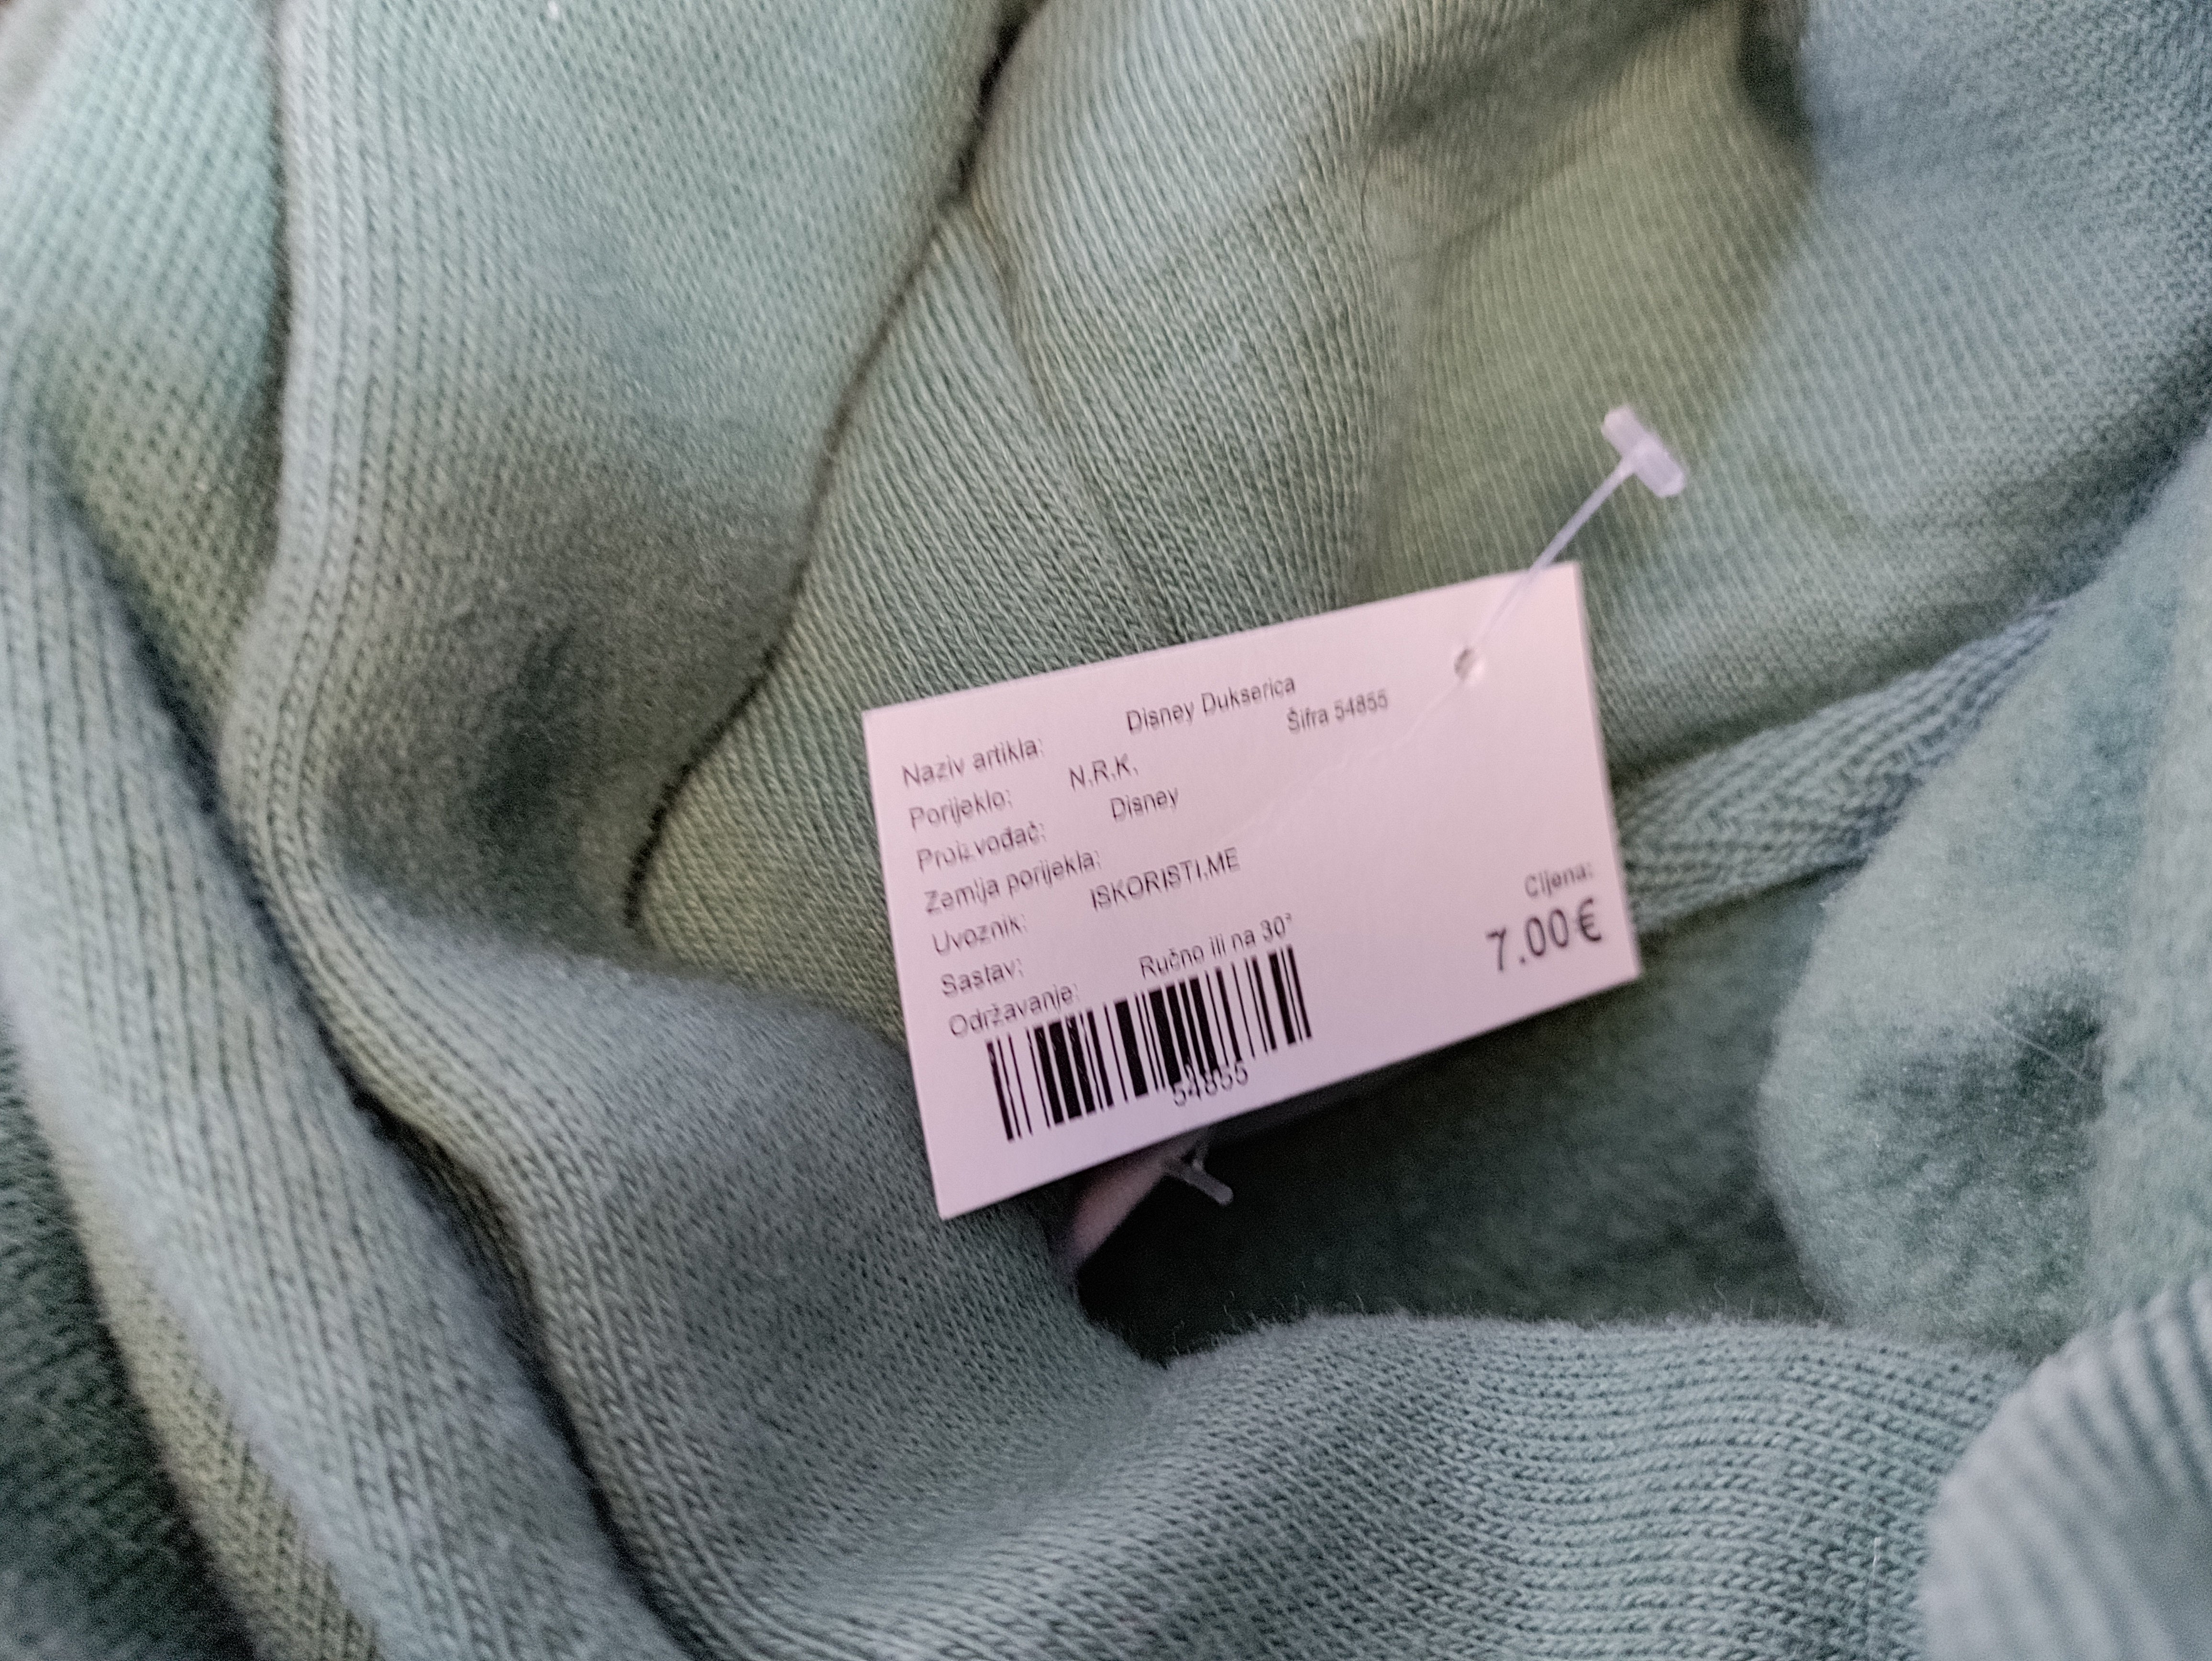 Naziv artikla: Disney Dukserica
Šifra 54855
Porijeklo: N.R.K.
Proizvođač: Disney
Zemlja porijekla:
Uvoznik: ISKORISTI.ME
Sastav:
Održavanje: Ručno ili na 30°
Cijena:
7.00€
54855